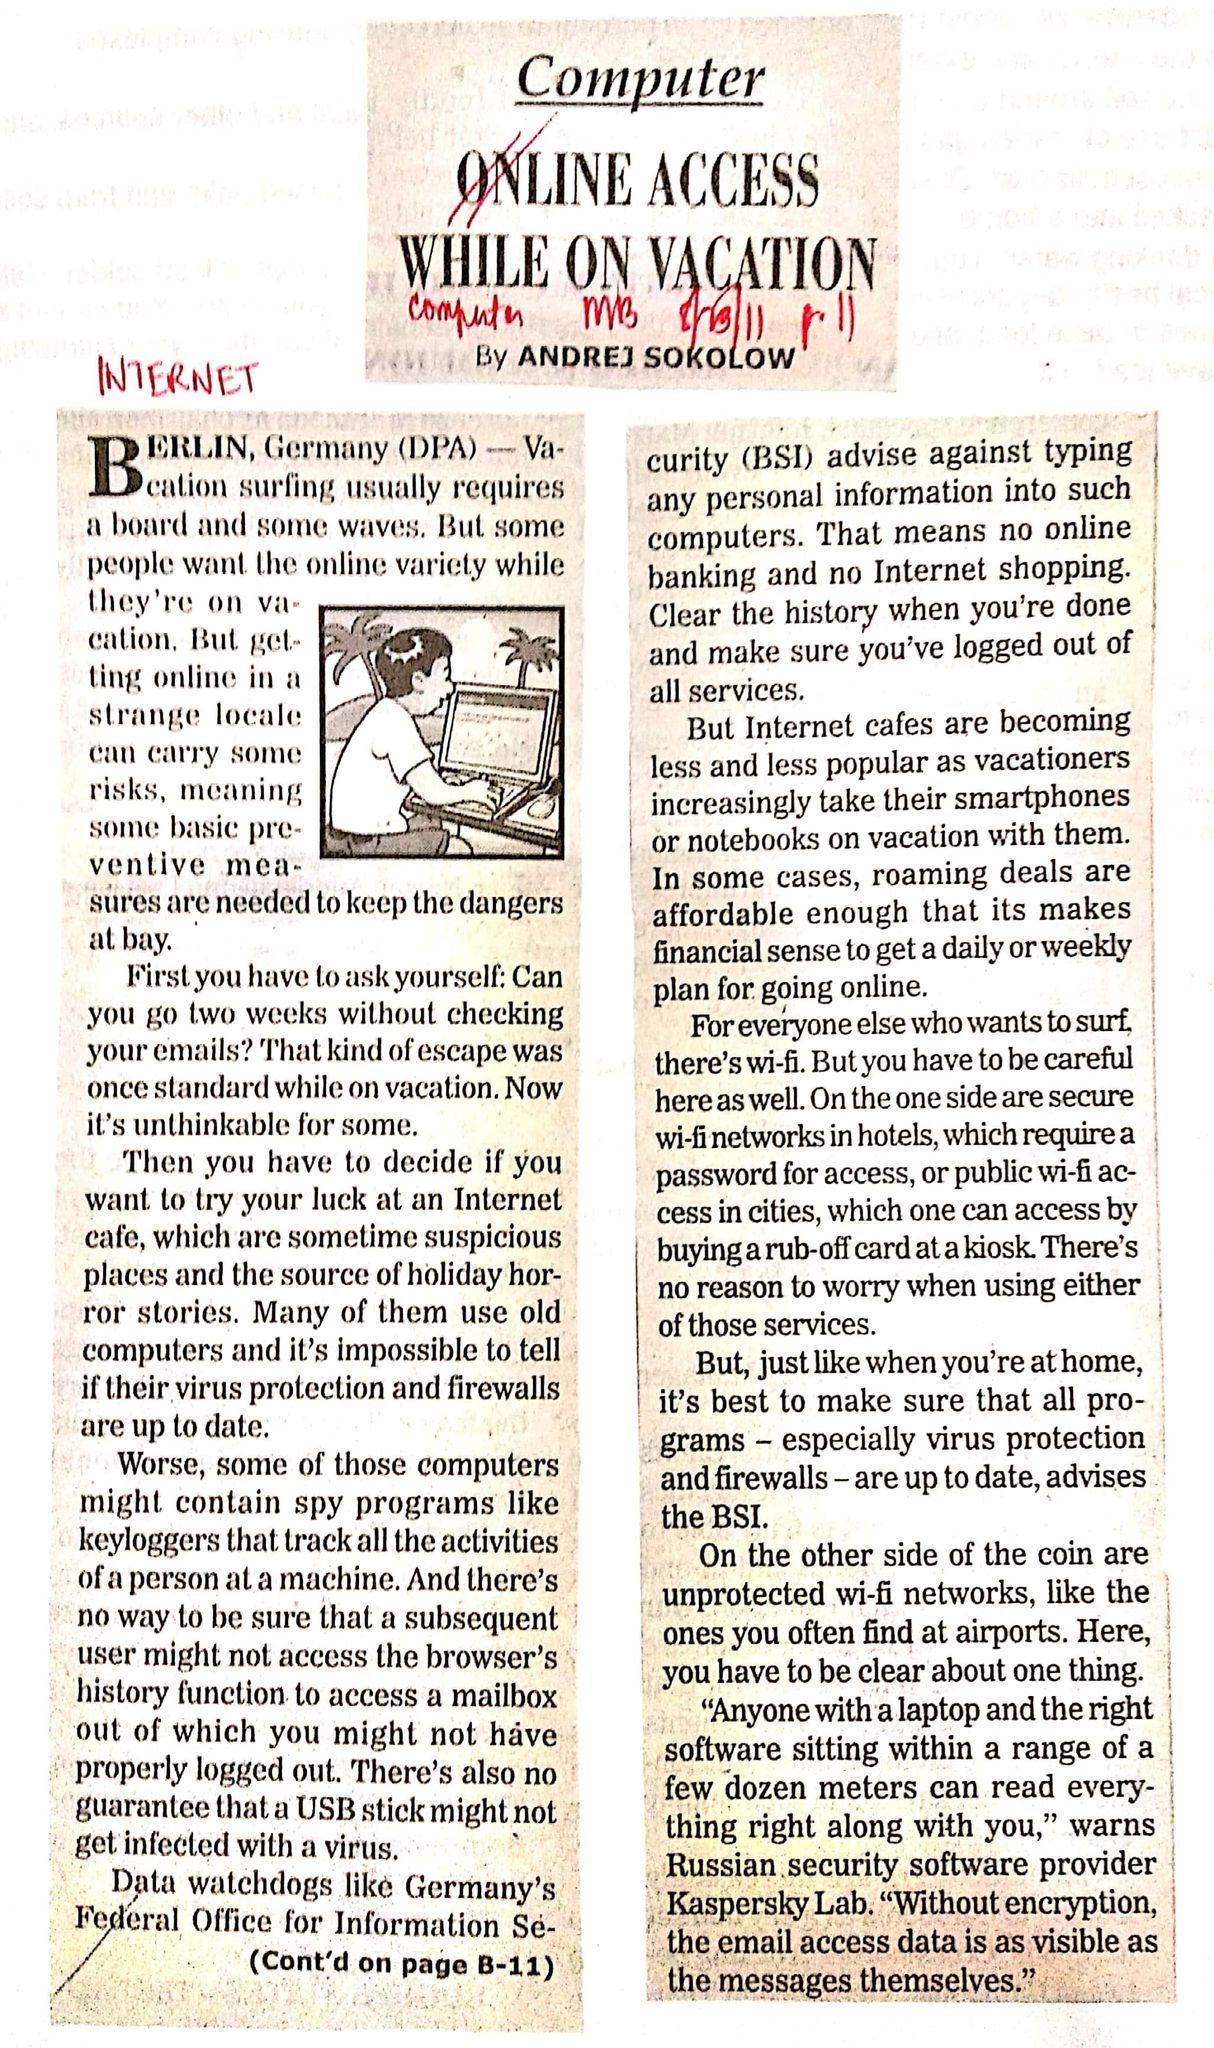 Computer
ONLINE ACCESS
WHILE ON VACATION
Computer MB 8/13/11 p. 11
By ANDREJ SOKOLOW
INTERNET
BERLIN, Germany (DPA) — Va-
cation surfing usually requires
a board and some waves. But some
people want the online variety while
they're on va-
cation. But get-
ting online in a
strange locale
can carry some
risks, meaning
some basic pre-
ventive mea-
sures are needed to keep the dangers
at bay.
First you have to ask yourself: Can
you go two weeks without checking
your emails? That kind of escape was
once standard while on vacation. Now
it's unthinkable for some.
Then you have to decide if you
want to try your luck at an Internet
cafe, which are sometime suspicious
places and the source of holiday hor-
ror stories. Many of them use old
computers and it's impossible to tell
if their virus protection and firewalls
are up to date.
Worse, some of those computers
might contain spy programs like
keyloggers that track all the activities
of a person at a machine. And there's
no way to be sure that a subsequent
user might not access the browser's
history function to access a mailbox
out of which you might not have
properly logged out. There's also no
guarantee that a USB stick might not
get infected with a virus.
Data watchdogs like Germany's
Federal Office for Information Se-
(Cont'd on page B-11)
curity (BSI) advise against typing
any personal information into such
computers. That means no online
banking and no Internet shopping.
Clear the history when you're done
and make sure you've logged out of
all services.
But Internet cafes are becoming
less and less popular as vacationers
increasingly take their smartphones
or notebooks on vacation with them.
In some cases, roaming deals are
affordable enough that its makes
financial sense to get a daily or weekly
plan for going online.
For everyone else who wants to surf,
there's wi-fi. But you have to be careful
here as well. On the one side are secure
wi-fi networks in hotels, which require a
password for access, or public wi-fi ac-
cess in cities, which one can access by
buying a rub-off card at a kiosk. There's
no reason to worry when using either
of those services.
But, just like when you're at home,
it's best to make sure that all pro-
grams – especially virus protection
and firewalls – are up to date, advises
the BSI.
On the other side of the coin are
unprotected wi-fi networks, like the
ones you often find at airports. Here,
you have to be clear about one thing.
“Anyone with a laptop and the right
software sitting within a range of a
few dozen meters can read every-
thing right along with you,” warns
Russian security software provider
Kaspersky Lab. “Without encryption,
the email access data is as visible as
the messages themselves.”